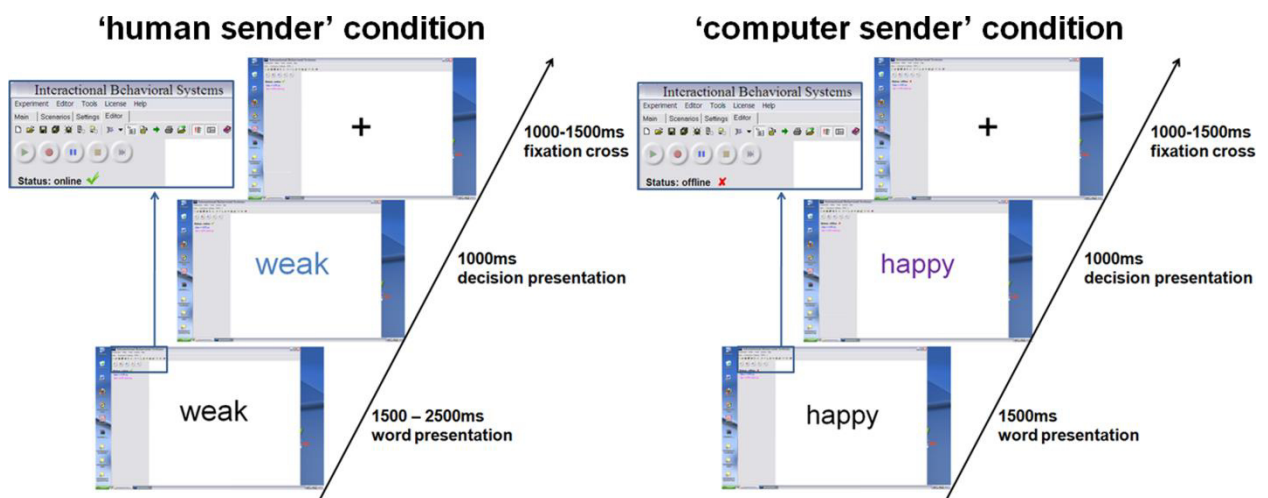 'human sender' condition
Interactional Behavioral Systems
Experiment Editor Tools License Help
Main Scenarios Settings Editor
Status: online
+
1000-1500ms
fixation cross
weak
1000ms
decision presentation
weak
1500 – 2500ms
word presentation
'computer sender' condition
Interactional Behavioral Systems
Experiment Editor Tools License Help
Main Scenarios Settings Editor
Status: offline
+
1000-1500ms
fixation cross
happy
1000ms
decision presentation
happy
1500ms
word presentation